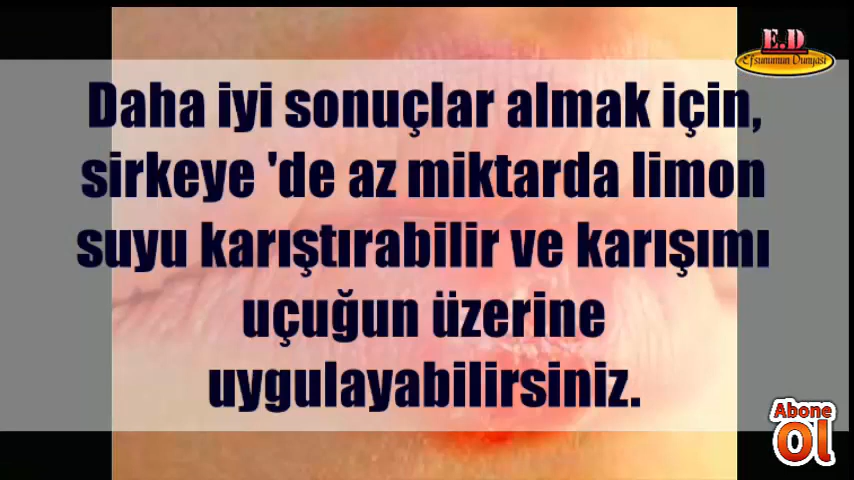 E.D
Efsununun Dünyası
Daha iyi sonuçlar almak için,
sirkeye 'de az miktarda limon
suyu karıştırabilir ve karışımı
uçuğun üzerine
uygulayabilirsiniz.
Abone
Ol